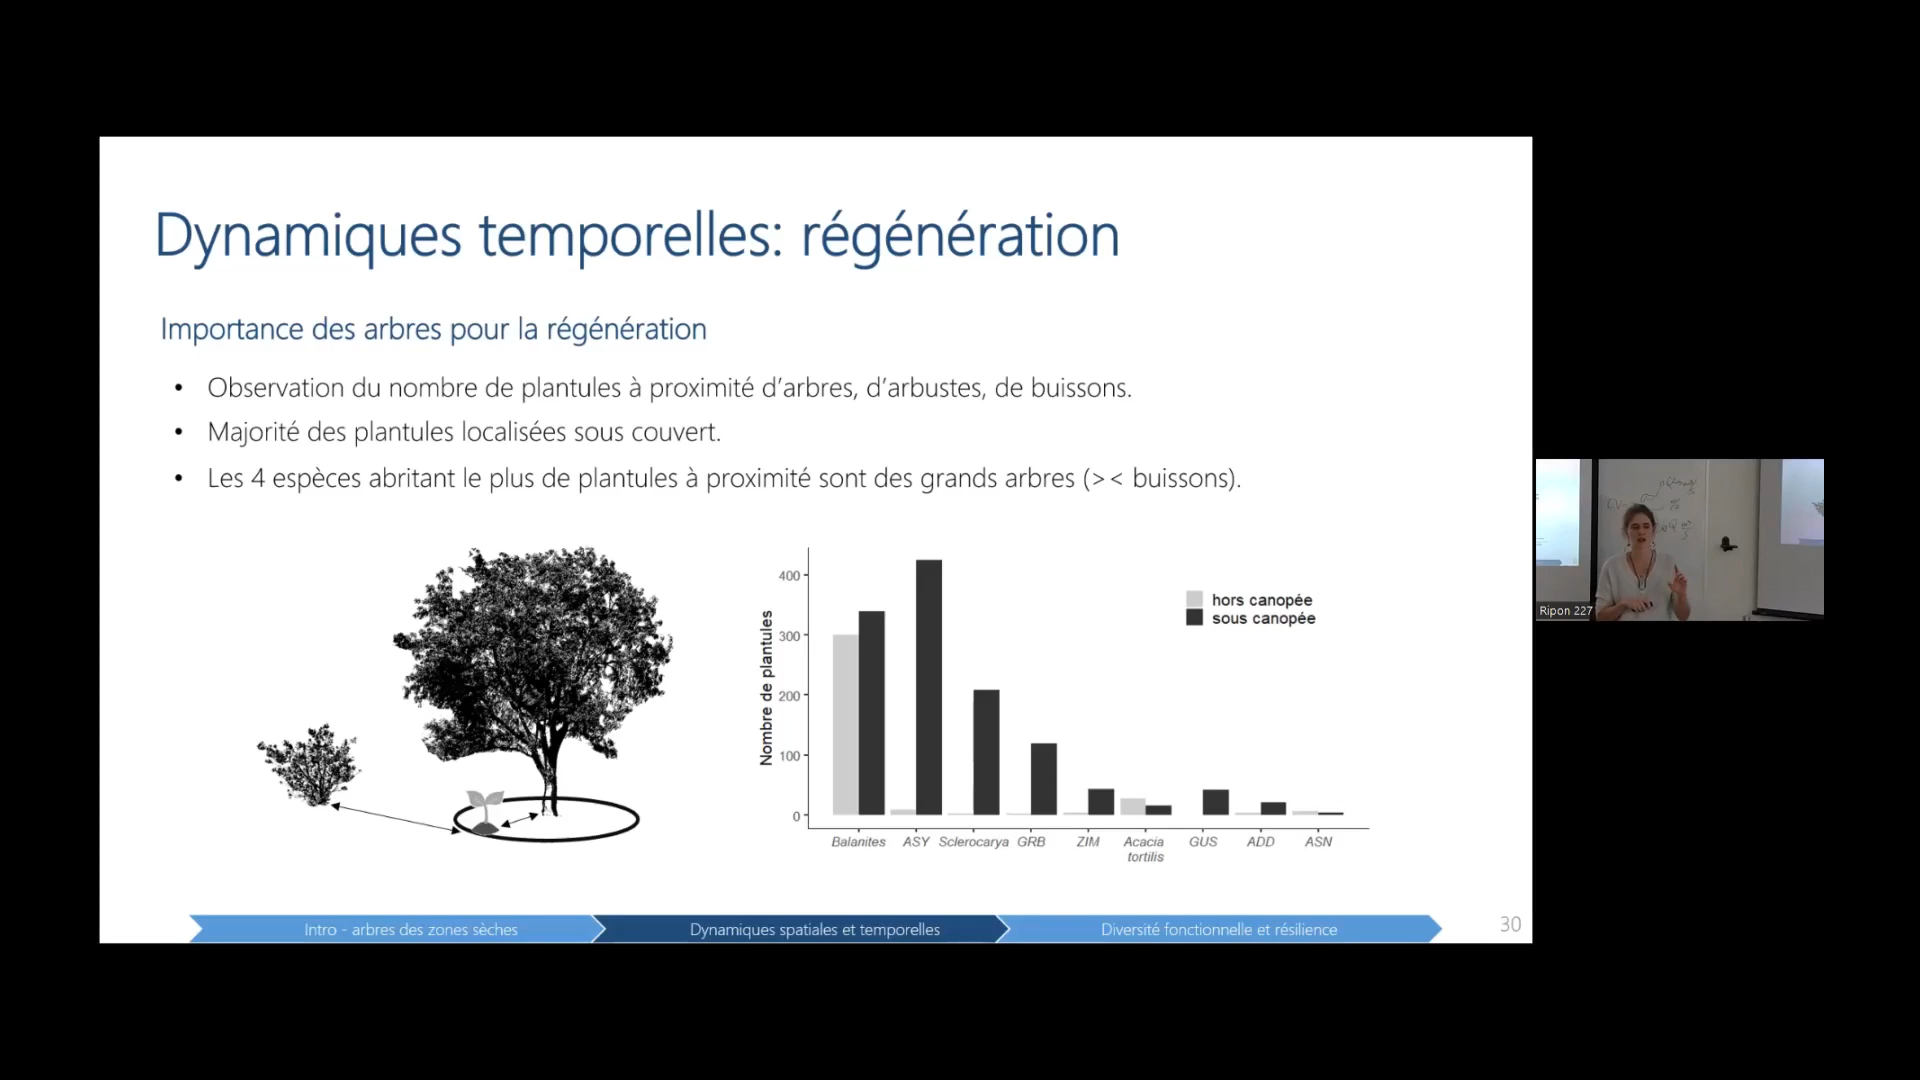 Dynamiques temporelles: régénération
Importance des arbres pour la régénération
• Observation du nombre de plantules à proximité d'arbres, d'arbustes, de buissons.
• Majorité des plantules localisées sous couvert.
• Les 4 espèces abritant le plus de plantules à proximité sont des grands arbres (>< buissons).
Nombre de plantules
400
300
200
100
0
hors canopée
sous canopée
Balanites ASY Sclerocarya GRB ZIM Acacia tortilis GUS ADD ASN
Intro - arbres des zones sèches
Dynamiques spatiales et temporelles
Diversité fonctionnelle et résilience
30
Ripon 227